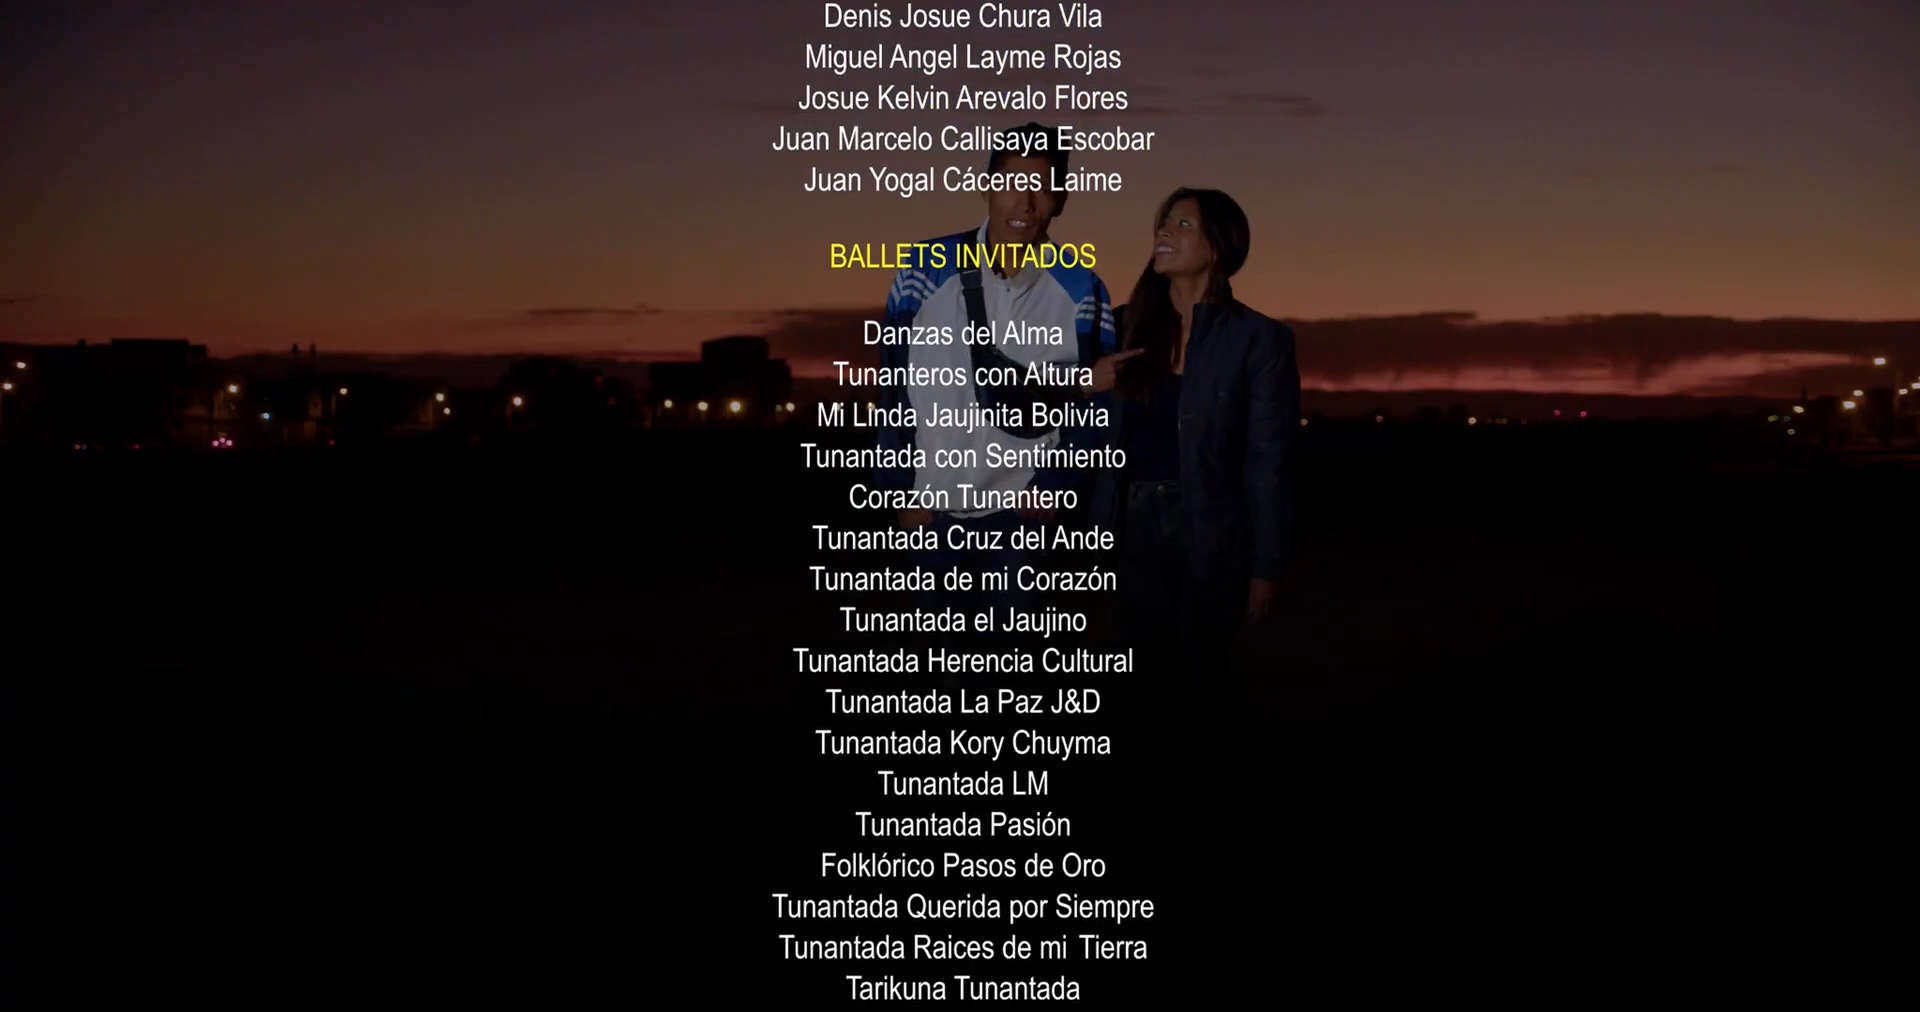 Denis Josue Chura Vila
Miguel Angel Layme Rojas
Josue Kelvin Arevalo Flores
Juan Marcelo Callisaya Escobar
Juan Yogal Cáceres Laime
BALLETS INVITADOS
Danzas del Alma
Tunanteros con Altura
Mi Linda Jaujinita Bolivia
Tunantada con Sentimiento
Corazón Tunantero
Tunantada Cruz del Ande
Tunantada de mi Corazón
Tunantada el Jaujino
Tunantada Herencia Cultural
Tunantada La Paz J&D
Tunantada Kory Chuyma
Tunantada LM
Tunantada Pasión
Folklórico Pasos de Oro
Tunantada Querida por Siempre
Tunantada Raices de mi Tierra
Tarikuna Tunantada